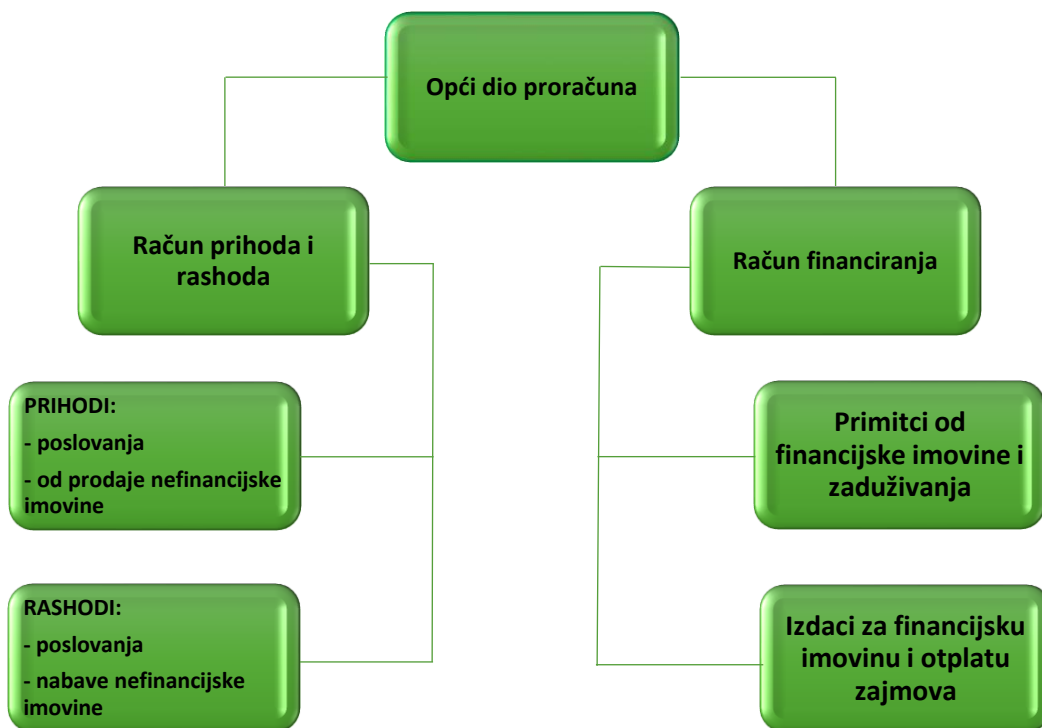 Opći dio proračuna
Račun prihoda i
rashoda
Račun financiranja
PRIHODI:
- poslovanja
- od prodaje nefinancijske
imovine
Primitci od
financijske imovine i
zaduživanja
RASHODI:
- poslovanja
- nabave nefinancijske
imovine
Izdaci za financijsku
imovinu i otplatu
zajmova